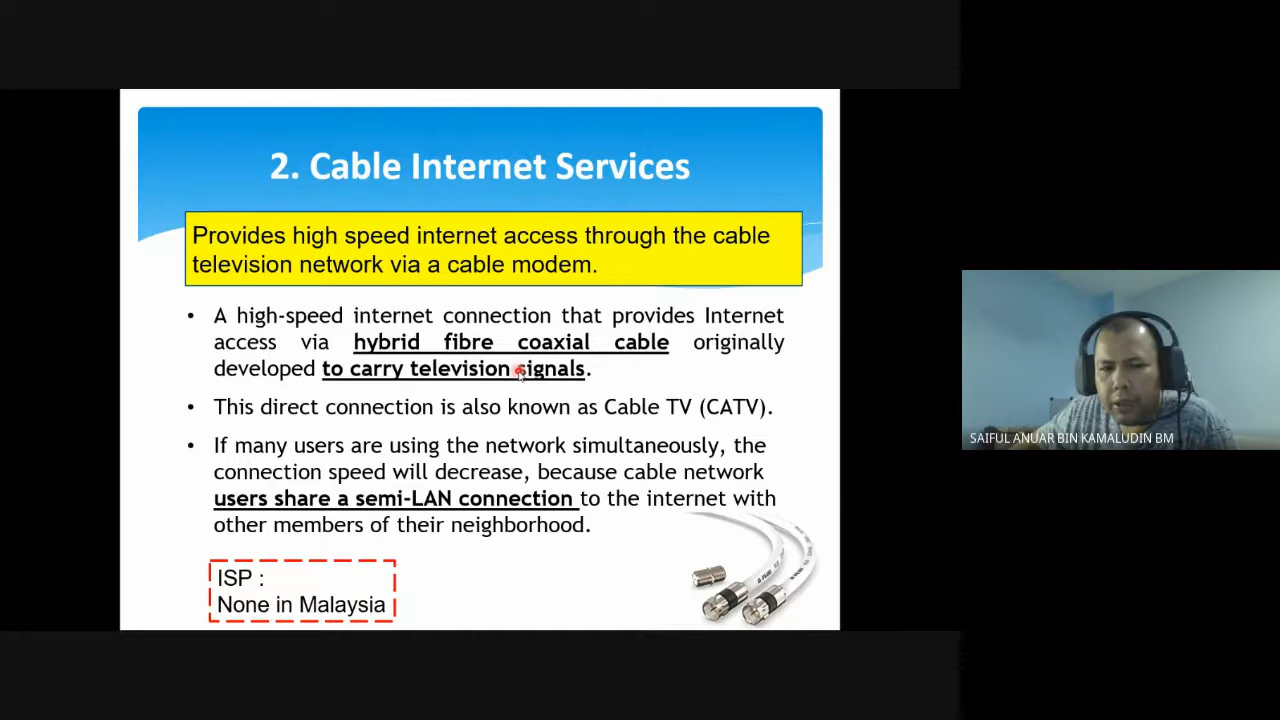 2. Cable Internet Services
Provides high speed internet access through the cable
television network via a cable modem.
• A high-speed internet connection that provides Internet
access via hybrid fibre coaxial cable originally
developed to carry television signals.
• This direct connection is also known as Cable TV (CATV).
• If many users are using the network simultaneously, the
connection speed will decrease, because cable network
users share a semi-LAN connection to the internet with
other members of their neighborhood.
ISP :
None in Malaysia
SAIFUL ANUAR BIN KAMALUDIN BM